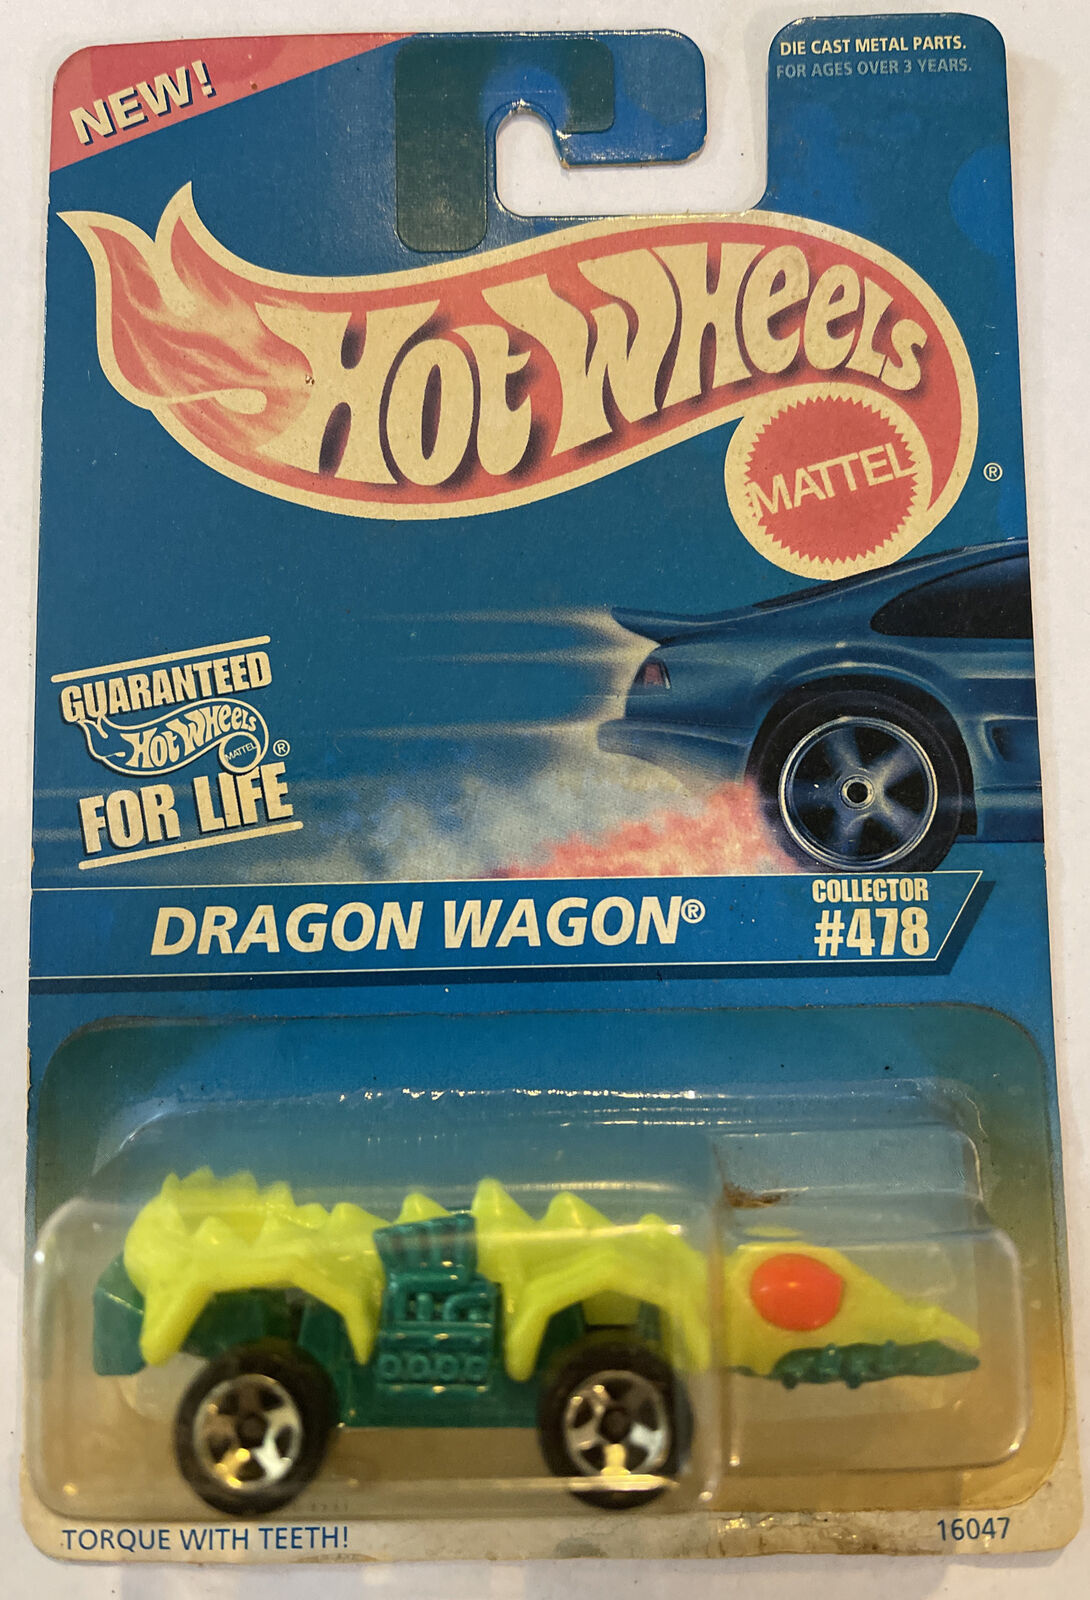 NEW!
DIE CAST METAL PARTS.
FOR AGES OVER 3 YEARS.
HOT WHEELS
MATTEL
®
GUARANTEED
HOT WHEELS
MATTEL
®
FOR LIFE
DRAGON WAGON®
COLLECTOR
#478
TORQUE WITH TEETH!
16047